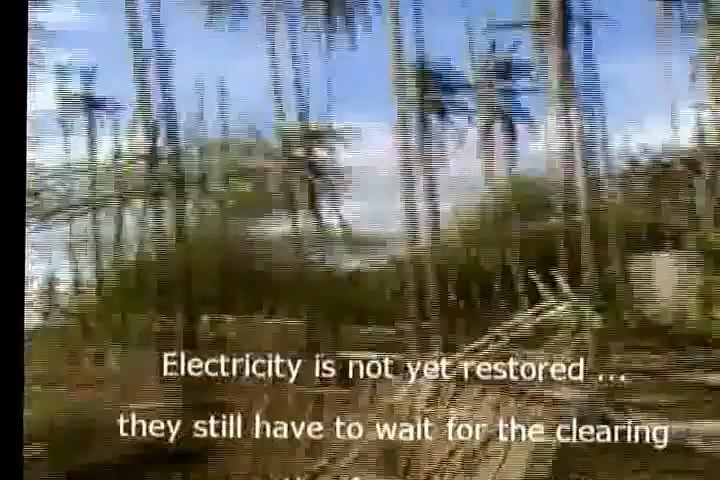 Electricity is not yet restored ...
they still have to wait for the clearing